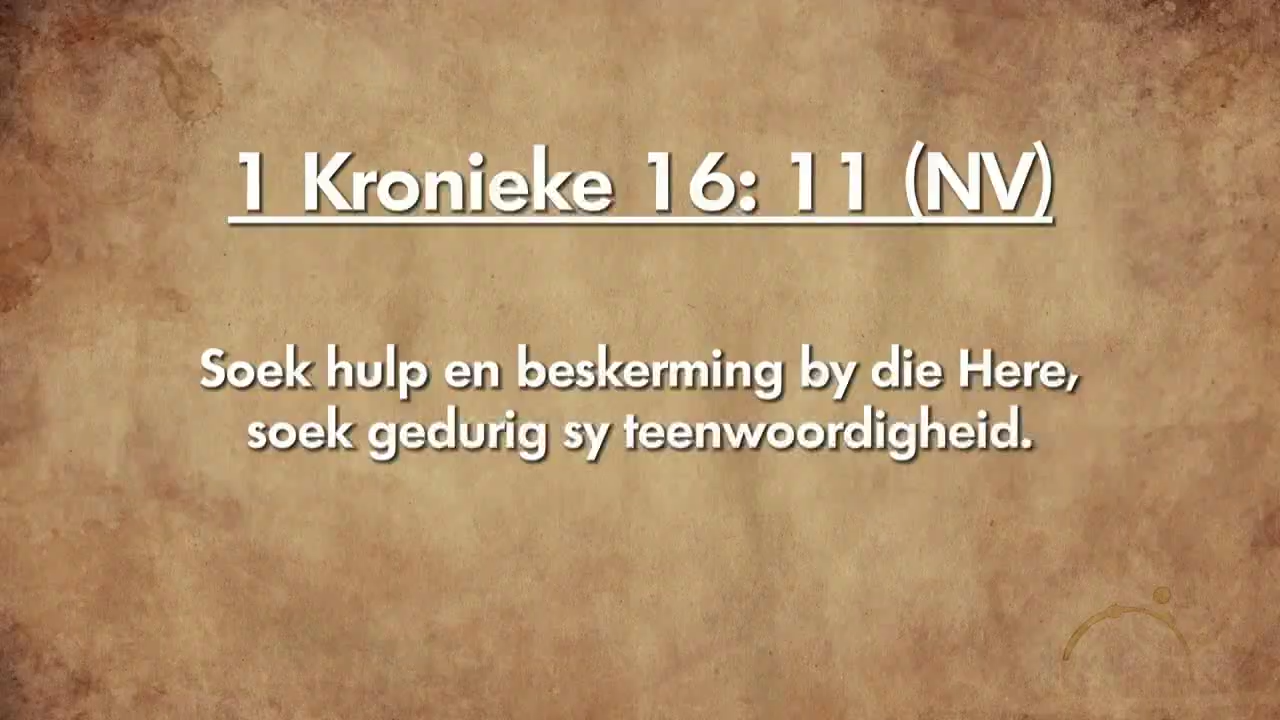 1 Kronieke 16: 11 (NV)
Soek hulp en beskerming by die Here,
soek gedurig sy teenwoordigheid.